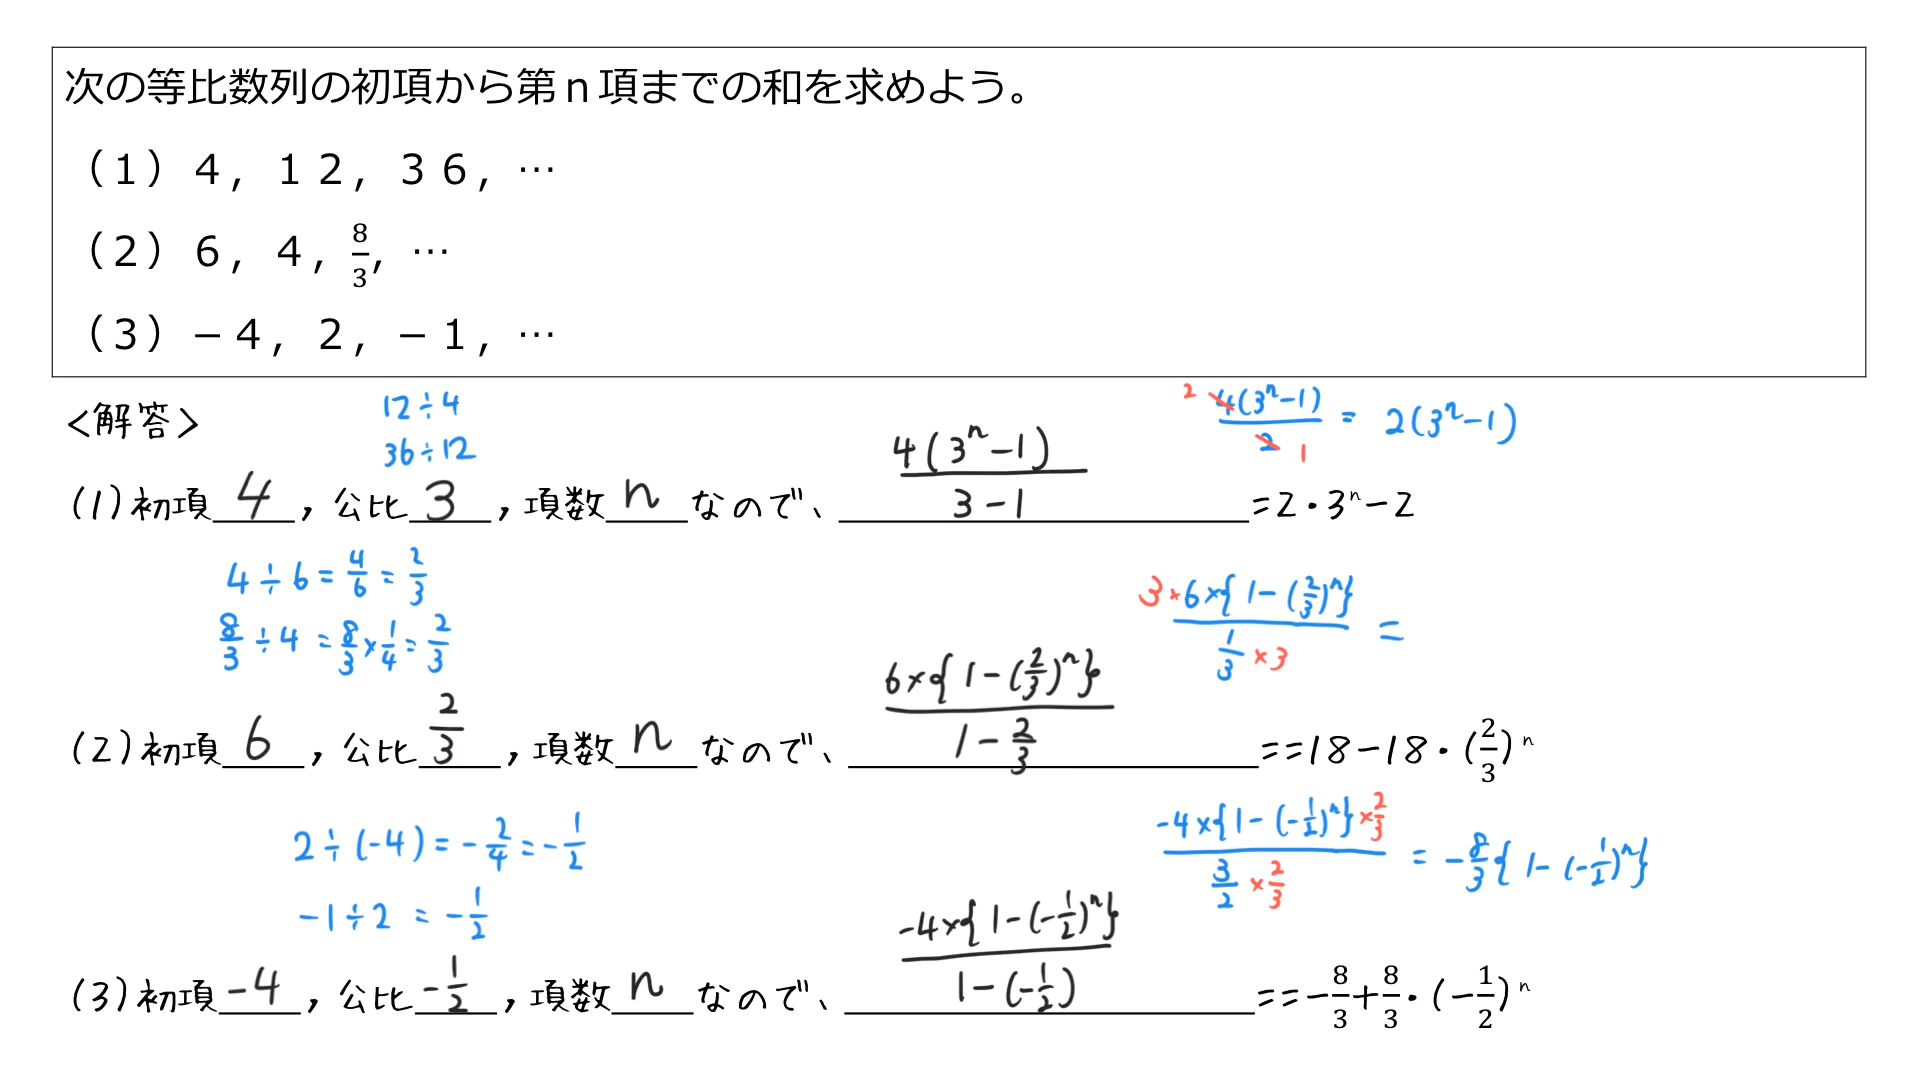 次の等比数列の初項から第ｎ項までの和を求めよう。
（１）４，１２，３６，…
（２）６，４，8/3，…
（３）－４，２，－１，…
<解答>
12÷4
36÷12
2 4(3ⁿ-1)/2 1 = 2(3ⁿ-1)
(1)初項 4 , 公比 3 , 項数 n なので、 4(3ⁿ-1)/(3-1) =2・3ⁿ-2
4÷6=4/6=2/3
8/3÷4=8/3×1/4=2/3
3×6×{1-(2/3)ⁿ}/(1/3×3) =
(2)初項 6 , 公比 2/3 , 項数 n なので、 6×{1-(2/3)ⁿ}/(1-2/3) ==18-18・(2/3)ⁿ
2÷(-4)=-2/4=-1/2
-1÷2=-1/2
-4×{1-(-1/2)ⁿ}×2/3/(3/2×2/3) = -8/3{1-(-1/2)ⁿ}
(3)初項 -4 , 公比 -1/2 , 項数 n なので、 -4×{1-(-1/2)ⁿ}/(1-(-1/2)) ==-8/3+8/3・(-1/2)ⁿ